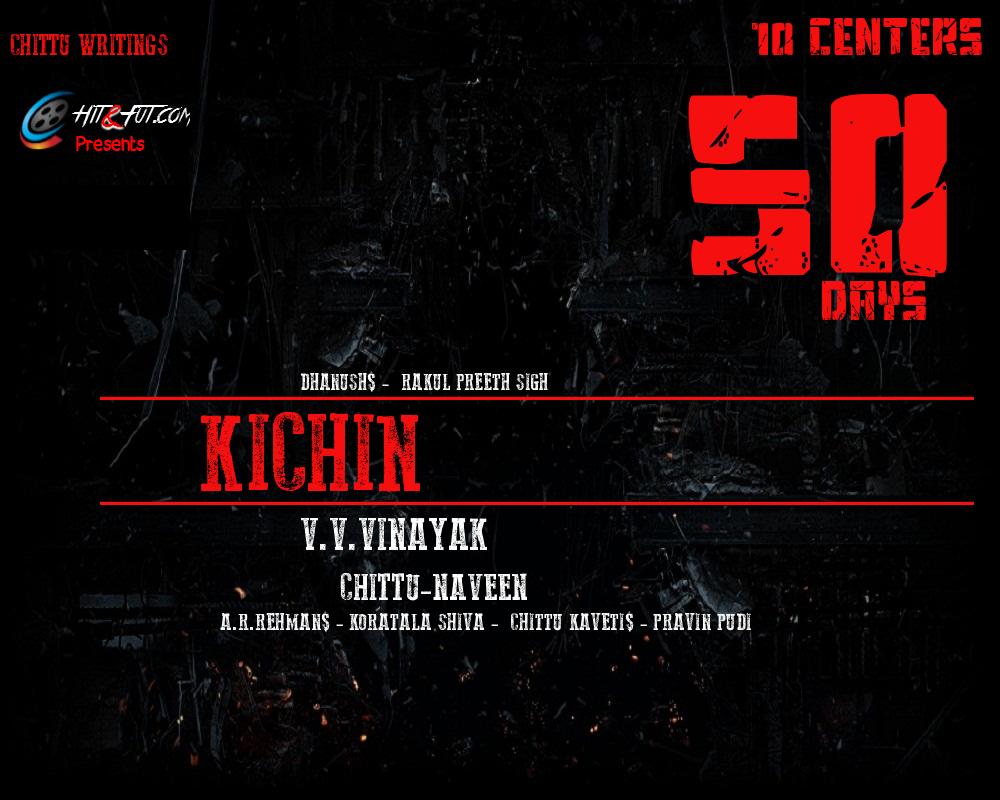 CHITTU WRITINGS
10 CENTERS
HIT&FUT.COM
Presents
50
DAYS
DHANUSH$ - RAKUL PREETH SIGH
KICHIN
V.V.VINAYAK
CHITTU-NAVEEN
A.R.REHMAN$ - KORATALA SHIVA - CHITTU KAVETI$ - PRAVIN PUDI